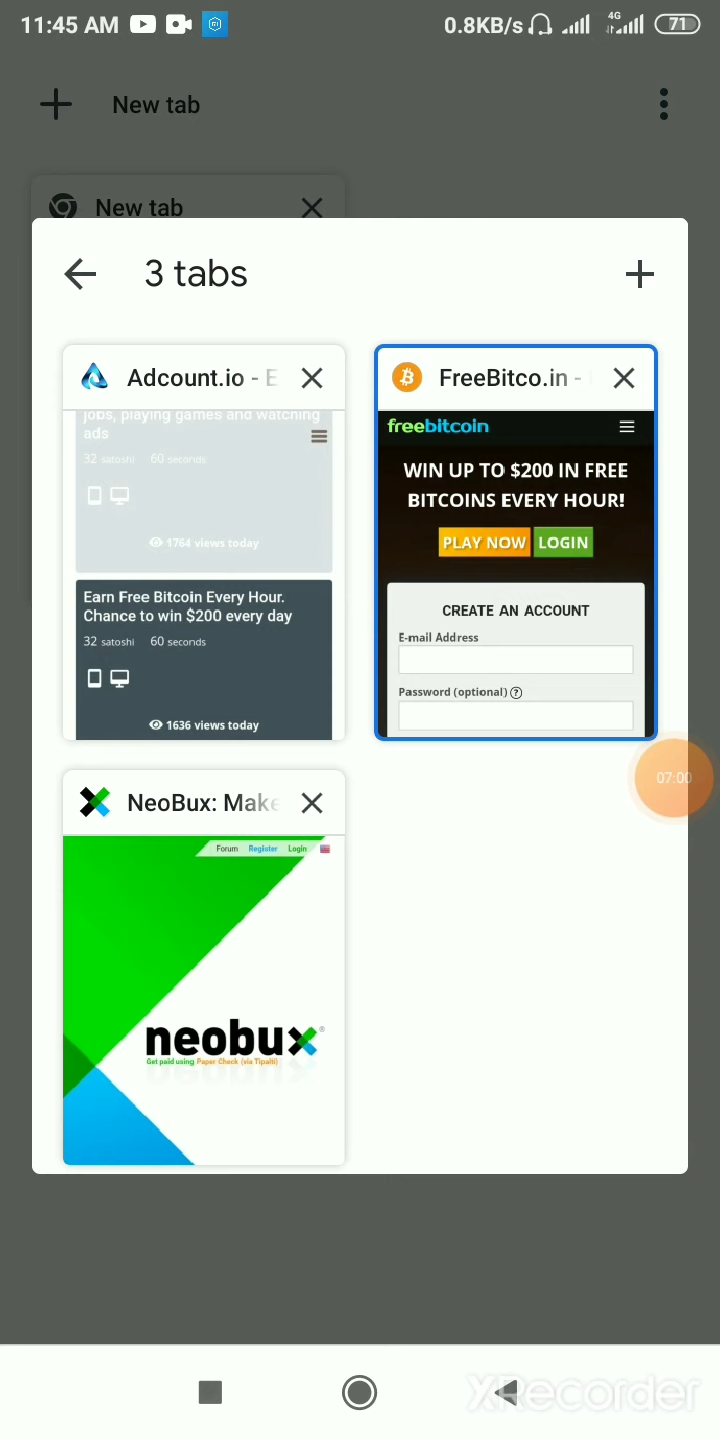 11:45 AM
0.8KB/s
4G
71
New tab
New tab
3 tabs
Adcount.io - E
jobs, playing games and watching
ads
32 satoshi 60 seconds
1764 views today
Earn Free Bitcoin Every Hour.
Chance to win $200 every day
32 satoshi 60 seconds
1636 views today
FreeBitco.in -
freebitcoin
WIN UP TO $200 IN FREE
BITCOINS EVERY HOUR!
PLAY NOW LOGIN
CREATE AN ACCOUNT
E-mail Address
Password (optional) ?
07:00
NeoBux: Make
Forum Register Login
neobux®
Get paid using Paper Check (via Tipalti)
XRecorder